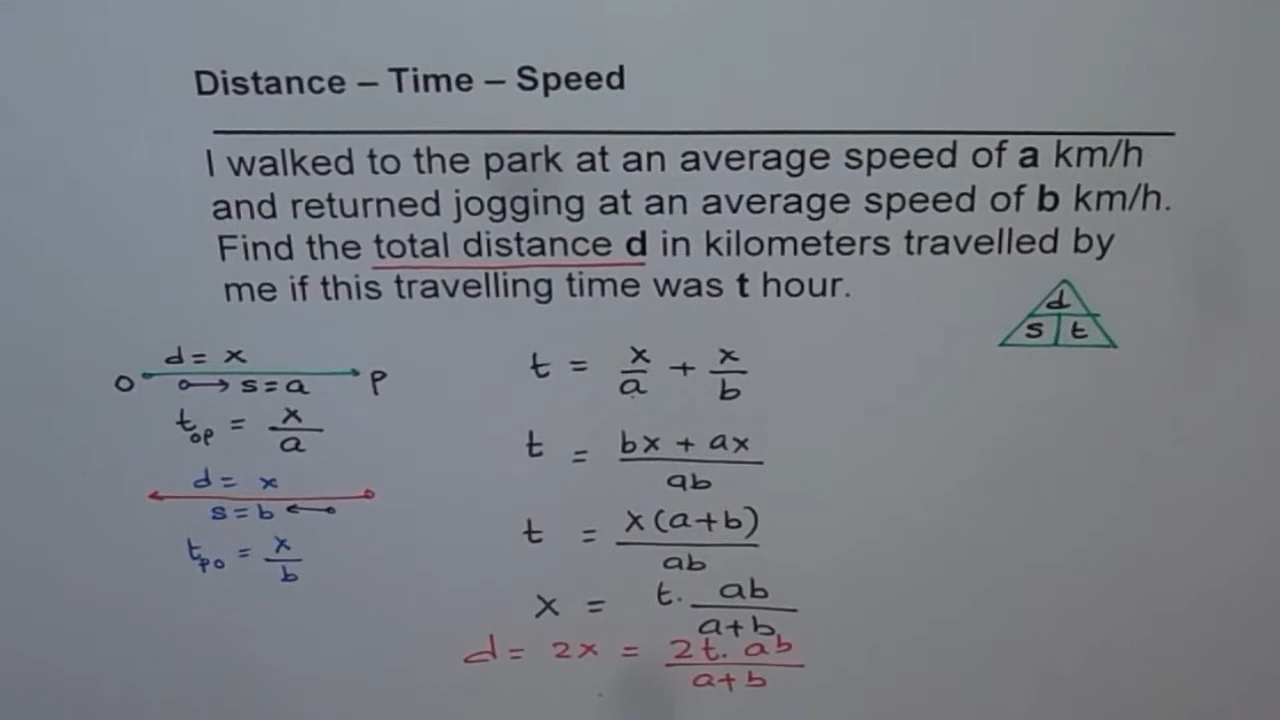 Distance – Time – Speed
I walked to the park at an average speed of a km/h
and returned jogging at an average speed of b km/h.
Find the total distance d in kilometers travelled by
me if this travelling time was t hour.
d
s t
d = x
O s = a P
t_op = x/a
d = x
s = b
t_po = x/b
t = x/a + x/b
t = (bx + ax)/ab
t = x(a+b)/ab
x = t. ab/(a+b)
d = 2x = 2t. ab/(a+b)